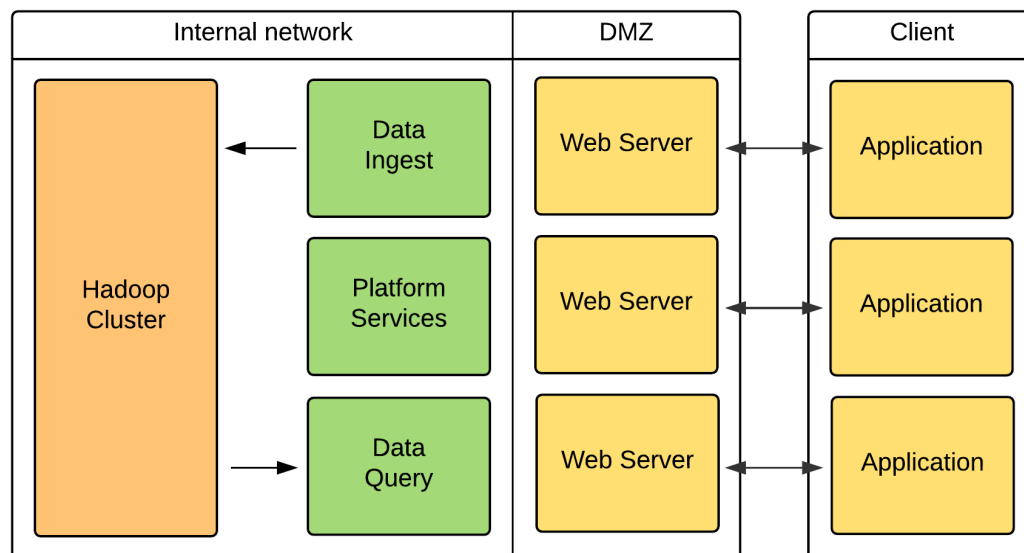 Internal network
DMZ
Client
Data
Ingest
Web Server
Application
Hadoop
Cluster
Platform
Services
Web Server
Application
Data
Query
Web Server
Application